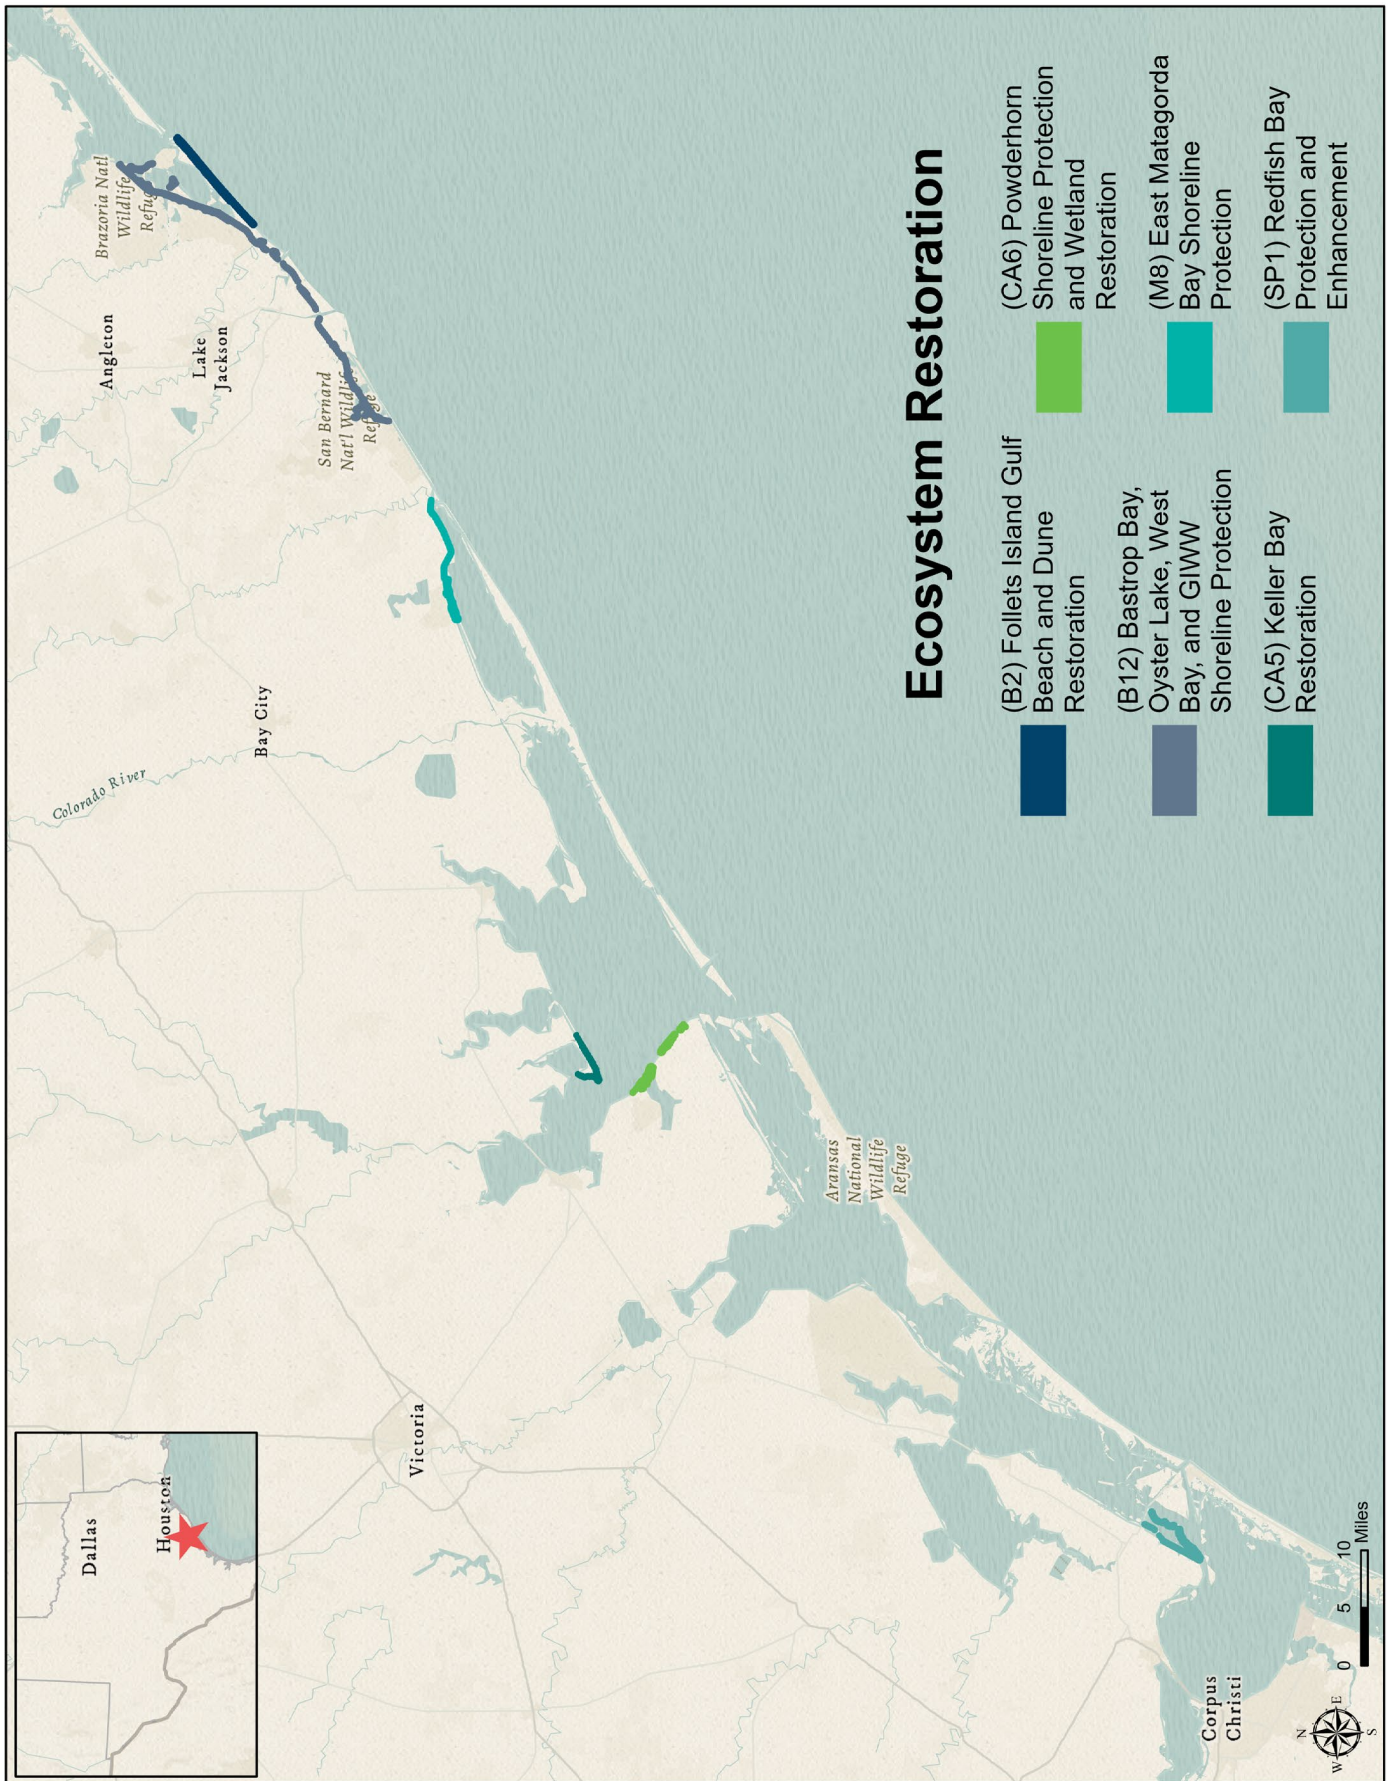 Dallas
Houston
Colorado River
Angleton
Brazoria Natl
Wildlife
Refuge
Lake
Jackson
San Bernard
Nat'l Wildlife
Refuge
Bay City
Victoria
Aransas
National
Wildlife
Refuge
Corpus
Christi
Ecosystem Restoration
(B2) Follets Island Gulf
Beach and Dune
Restoration
(B12) Bastrop Bay,
Oyster Lake, West
Bay, and GIWW
Shoreline Protection
(CA5) Keller Bay
Restoration
(CA6) Powderhorn
Shoreline Protection
and Wetland
Restoration
(M8) East Matagorda
Bay Shoreline
Protection
(SP1) Redfish Bay
Protection and
Enhancement
N
W E
S
0 5 10
Miles